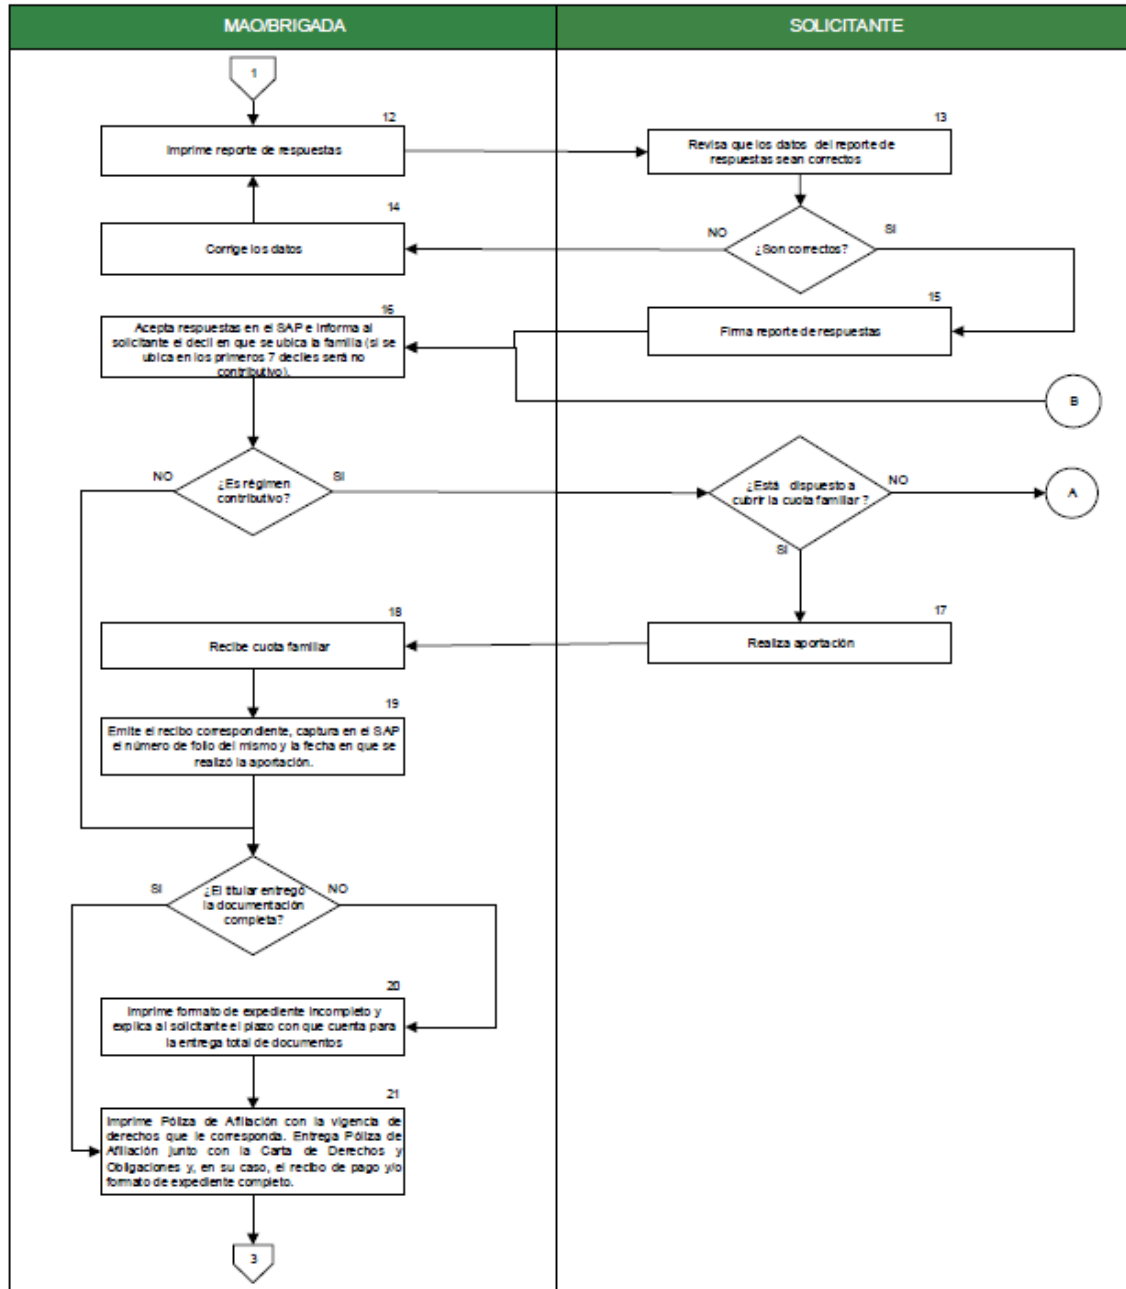 MAO/BRIGADA
SOLICITANTE
1
12
Imprime reporte de respuestas
13
Revisa que los datos del reporte de
respuestas sean correctos
14
Corrige los datos
NO
¿Son correctos?
SI
15
Firma reporte de respuestas
16
Acepta respuestas en el SAP e informa al
solicitante el decil en que se ubica la familia (si se
ubica en los primeros 7 deciles será no
contributivo).
B
NO
¿Es régimen
contributivo?
SI
¿Está dispuesto a
cubrir la cuota familiar ?
NO
A
SI
17
Realiza aportación
18
Recibe cuota familiar
19
Emite el recibo correspondiente, captura en el SAP
el número de folio del mismo y la fecha en que se
realizó la aportación.
SI
¿El titular entregó
la documentación
completa?
NO
20
Imprime formato de expediente incompleto y
explica al solicitante el plazo con que cuenta para
la entrega total de documentos
21
Imprime Póliza de Afiliación con la vigencia de
derechos que le corresponda. Entrega Póliza de
Afiliación junto con la Carta de Derechos y
Obligaciones y, en su caso, el recibo de pago y/o
formato de expediente completo.
3